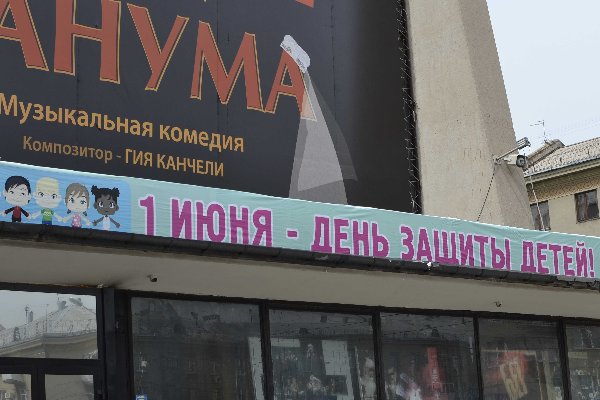 АНУМА
Музыкальная комедия
Композитор - ГИЯ КАНЧЕЛИ
1 ИЮНЯ - ДЕНЬ ЗАЩИТЫ ДЕТЕЙ!